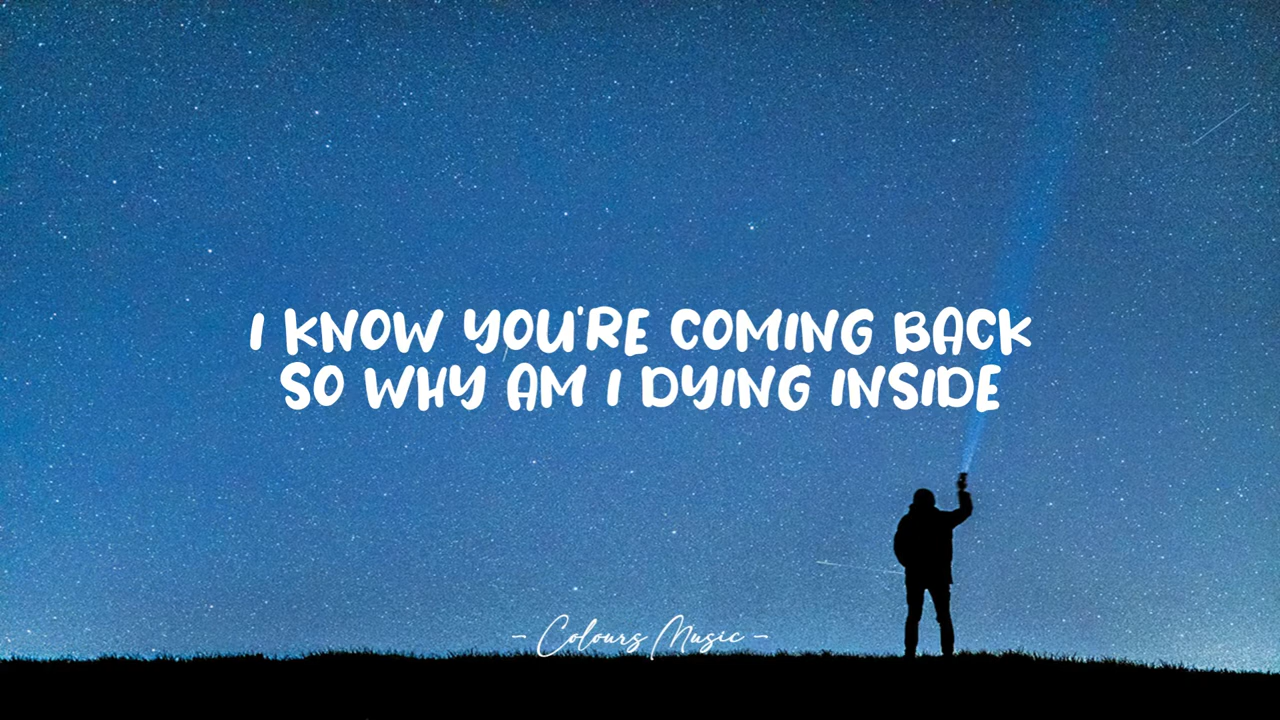 I KNOW YOU'RE COMING BACK
SO WHY AM I DYING INSIDE
- Colours Music -